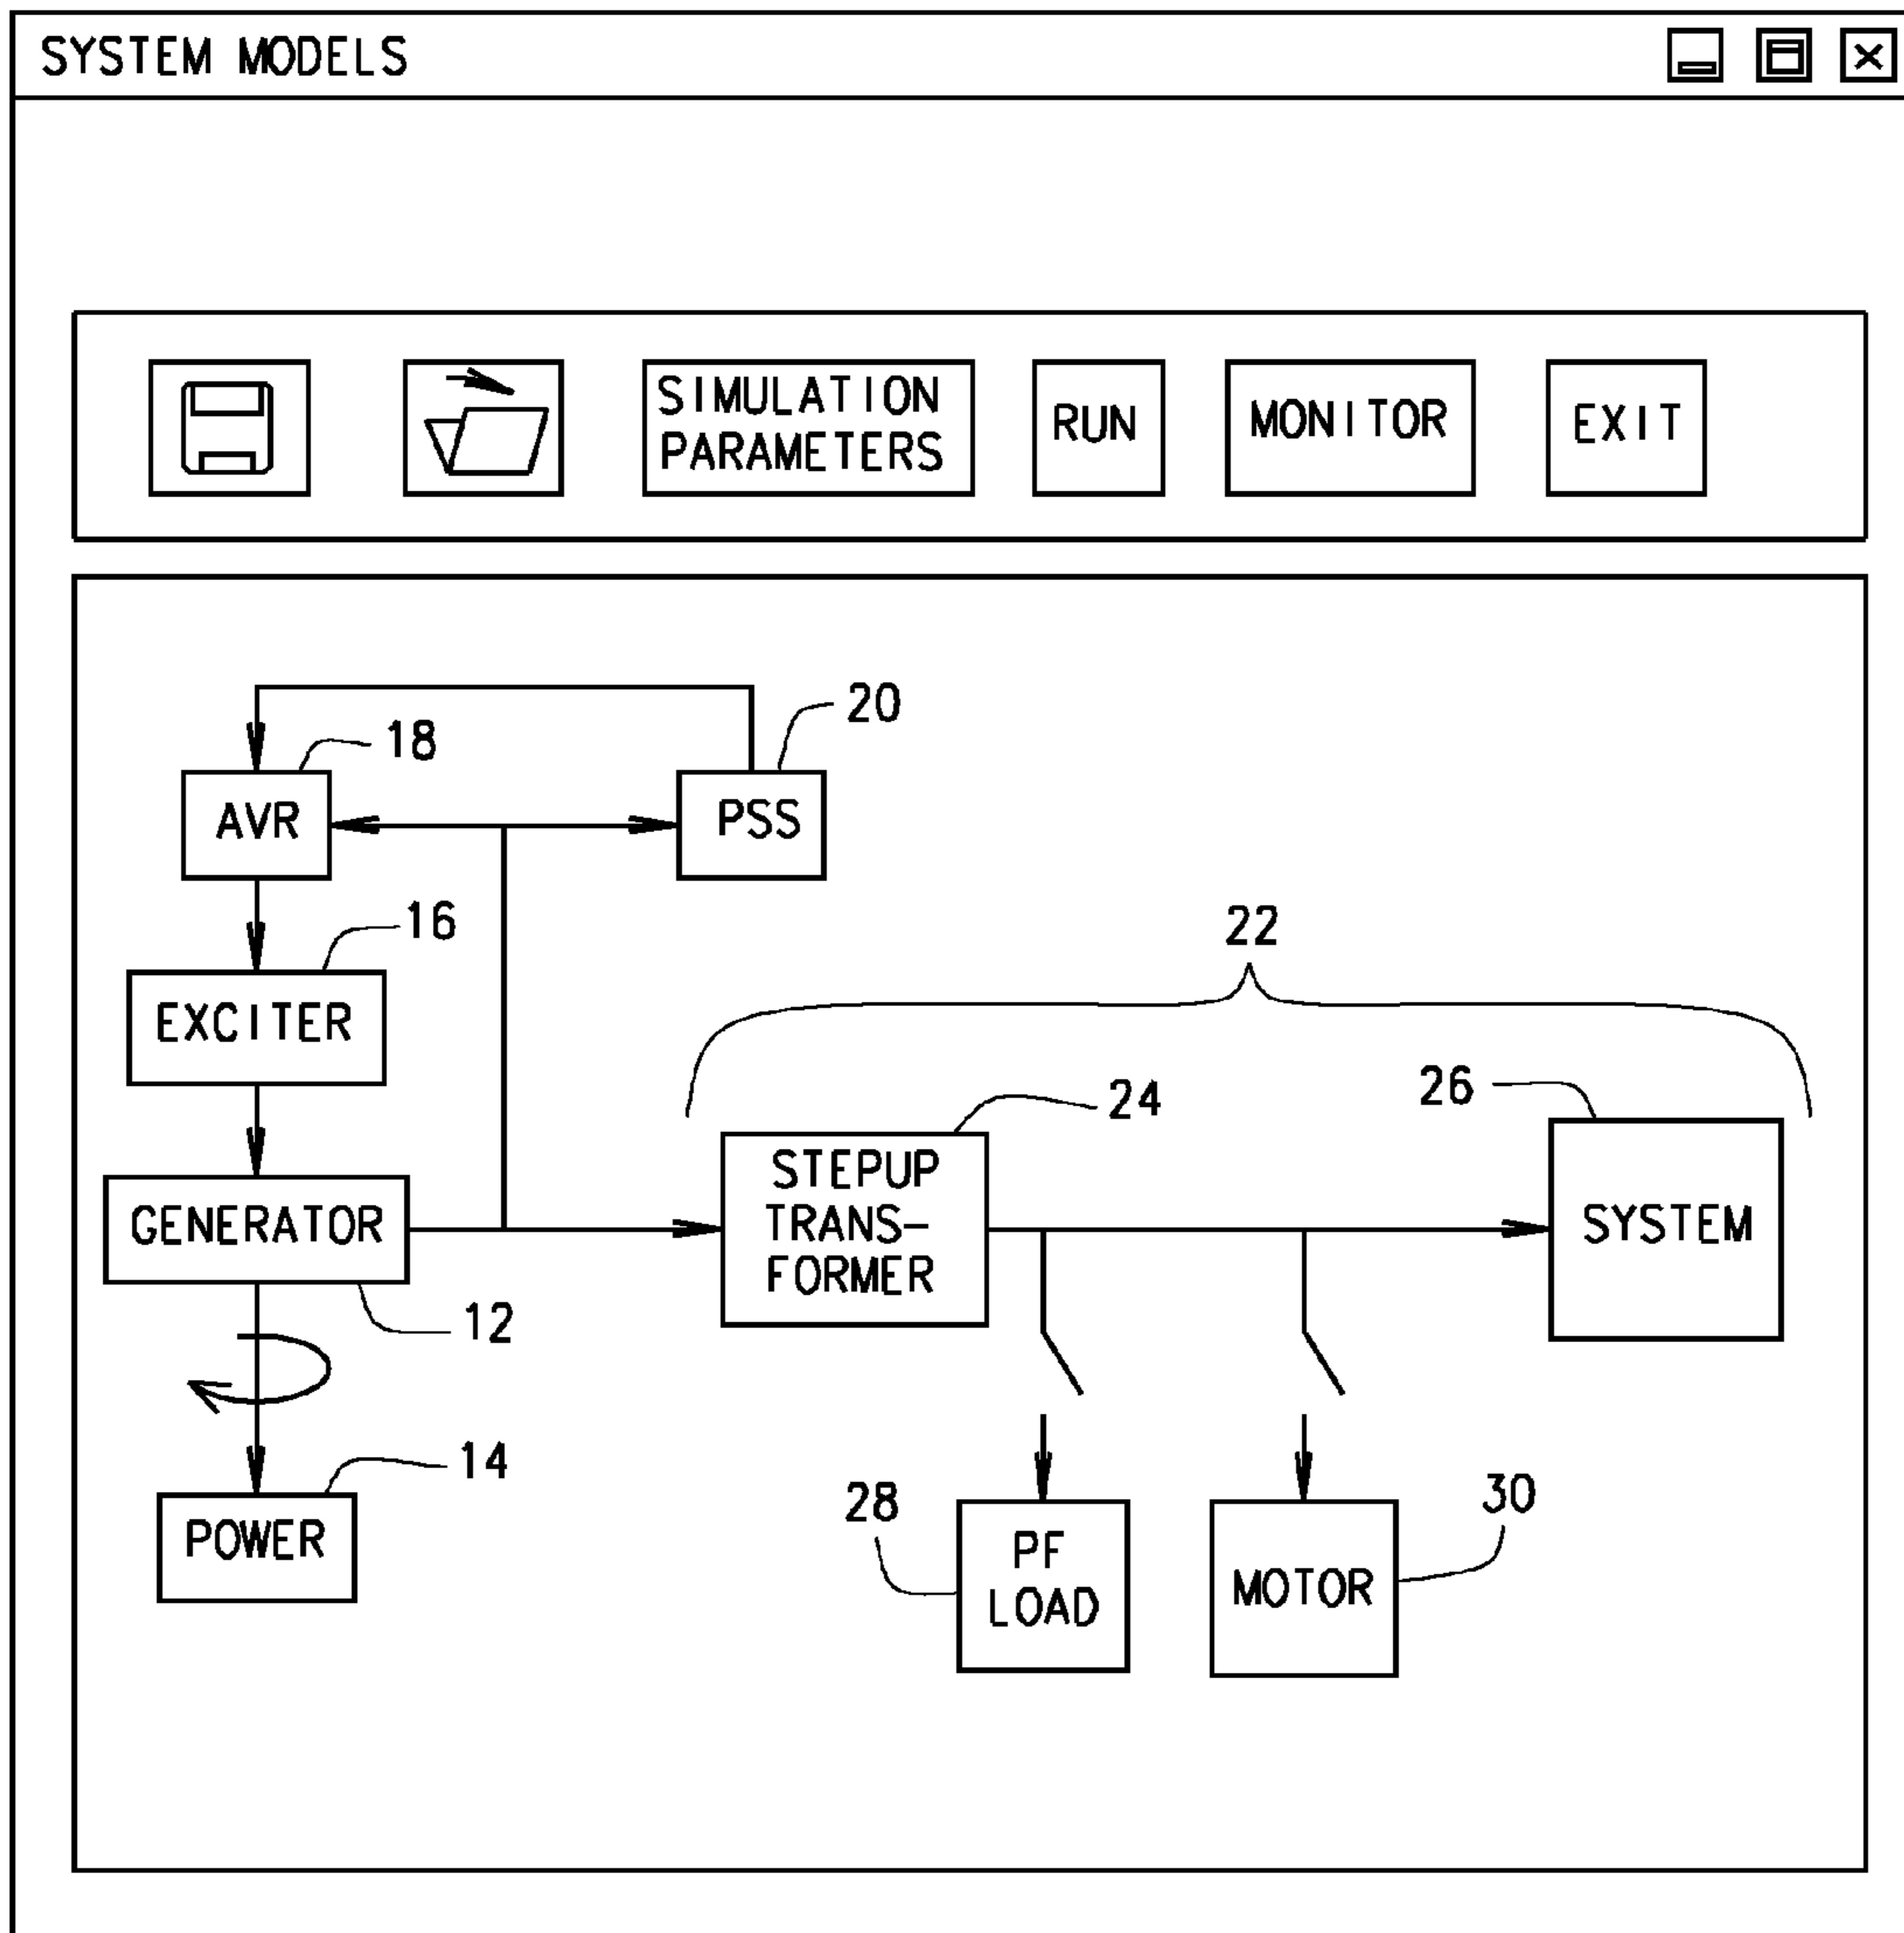 SYSTEM MODELS
SIMULATION
PARAMETERS
RUN
MONITOR
EXIT
20
18
AVR
PSS
16
22
EXCITER
24
26
STEPUP
TRANS-
FORMER
GENERATOR
SYSTEM
12
14
28
30
POWER
PF
LOAD
MOTOR